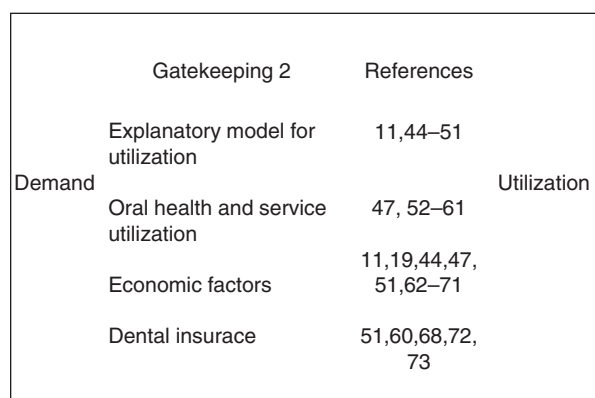 Gatekeeping 2 References
Explanatory model for 11,44–51
utilization
Demand Utilization
Oral health and service 47, 52–61
utilization
11,19,44,47,
Economic factors 51,62–71
Dental insurace 51,60,68,72,
73